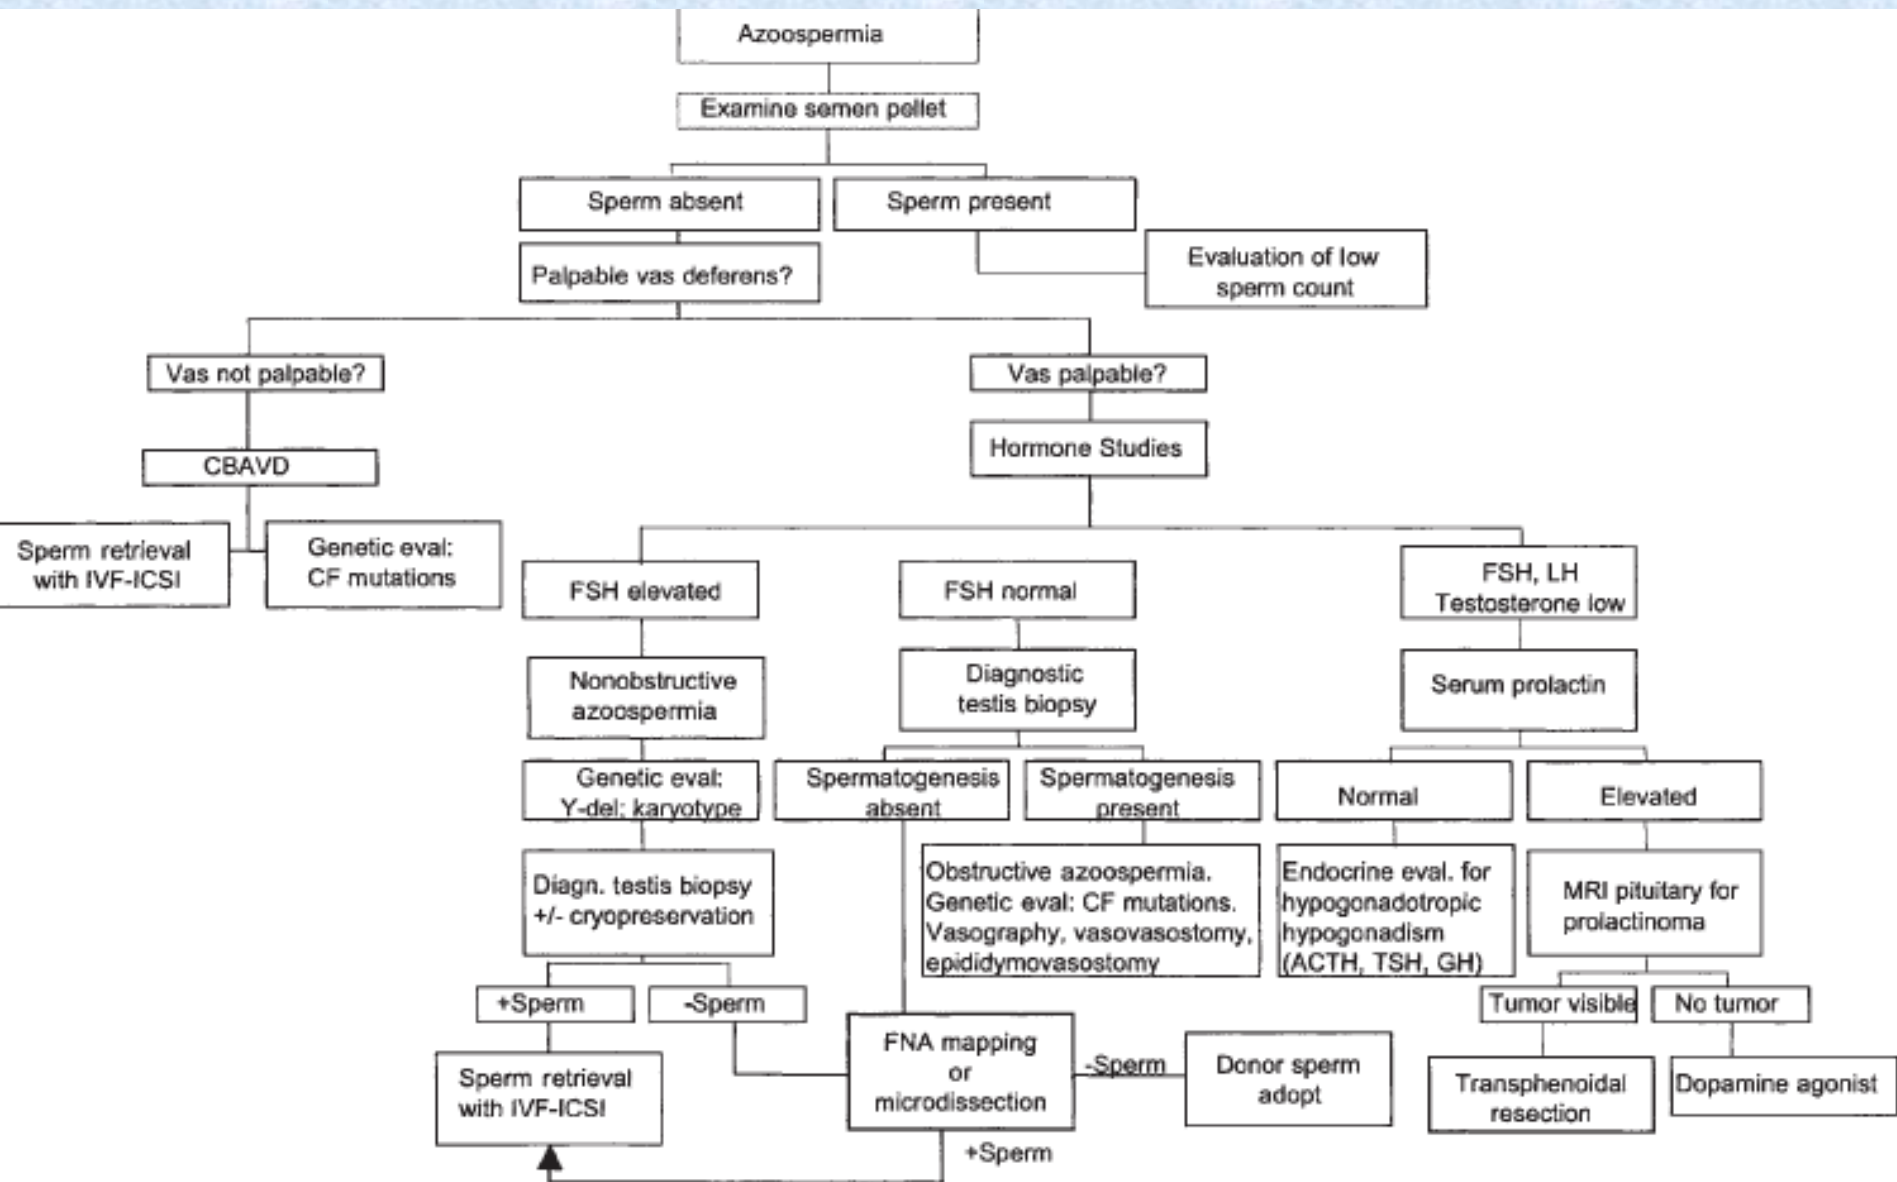 Azoospermia
Examine semen pellet
Sperm absent
Sperm present
Palpable vas deferens?
Evaluation of low
sperm count
Vas not palpable?
Vas palpable?
CBAVD
Hormone Studies
Sperm retrieval
with IVF-ICSI
Genetic eval:
CF mutations
FSH elevated
FSH normal
FSH, LH
Testosterone low
Nonobstructive
azoospermia
Diagnostic
testis biopsy
Serum prolactin
Genetic eval:
Y-del; karyotype
Spermatogenesis
absent
Spermatogenesis
present
Normal
Elevated
Diagn. testis biopsy
+/- cryopreservation
Obstructive azoospermia.
Genetic eval: CF mutations.
Vasography, vasovasostomy,
epididymovasostomy
Endocrine eval. for
hypogonadotropic
hypogonadism
(ACTH, TSH, GH)
MRI pituitary for
prolactinoma
+Sperm
-Sperm
Tumor visible
No tumor
Sperm retrieval
with IVF-ICSI
FNA mapping
or
microdissection
-Sperm
Donor sperm
adopt
Transphenoidal
resection
Dopamine agonist
+Sperm